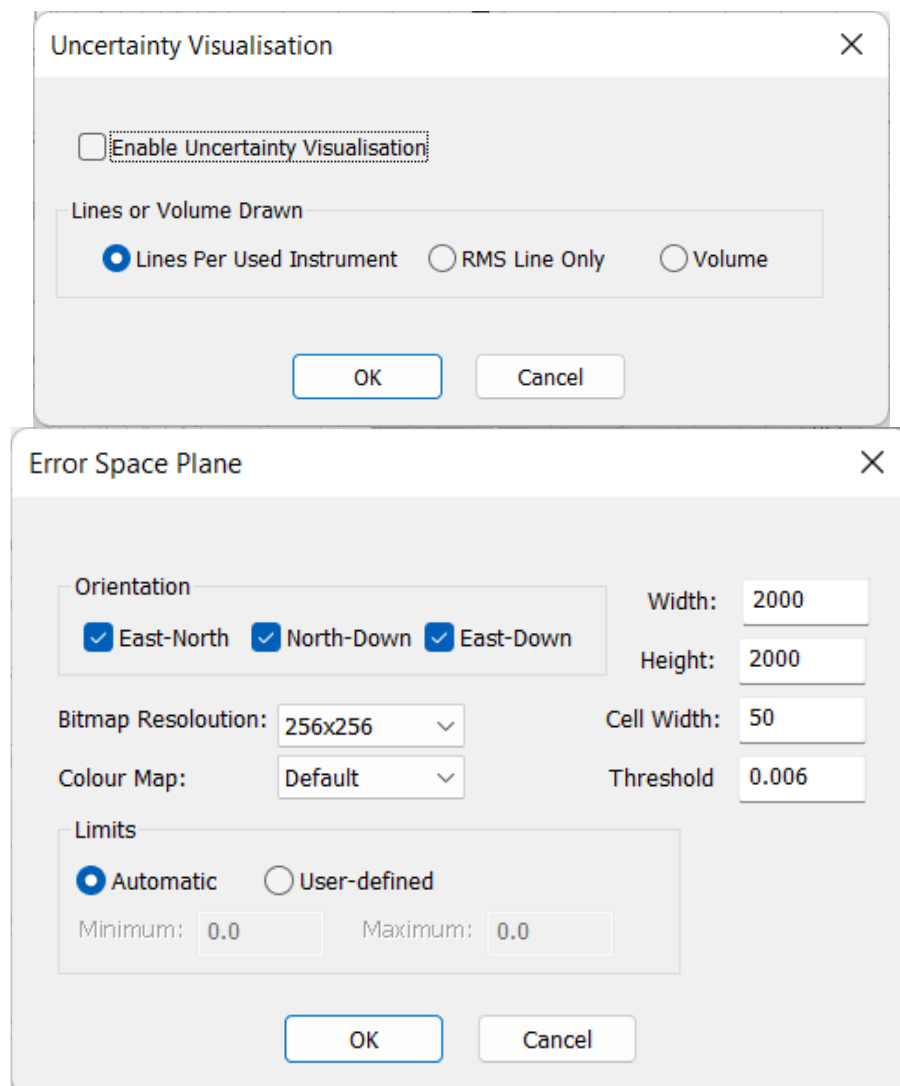 Uncertainty Visualisation
Enable Uncertainty Visualisation
Lines or Volume Drawn
Lines Per Used Instrument RMS Line Only Volume
OK Cancel
Error Space Plane
Orientation
East-North North-Down East-Down
Width: 2000
Height: 2000
Bitmap Resoloution: 256x256
Cell Width: 50
Colour Map: Default
Threshold 0.006
Limits
Automatic User-defined
Minimum: 0.0 Maximum: 0.0
OK Cancel